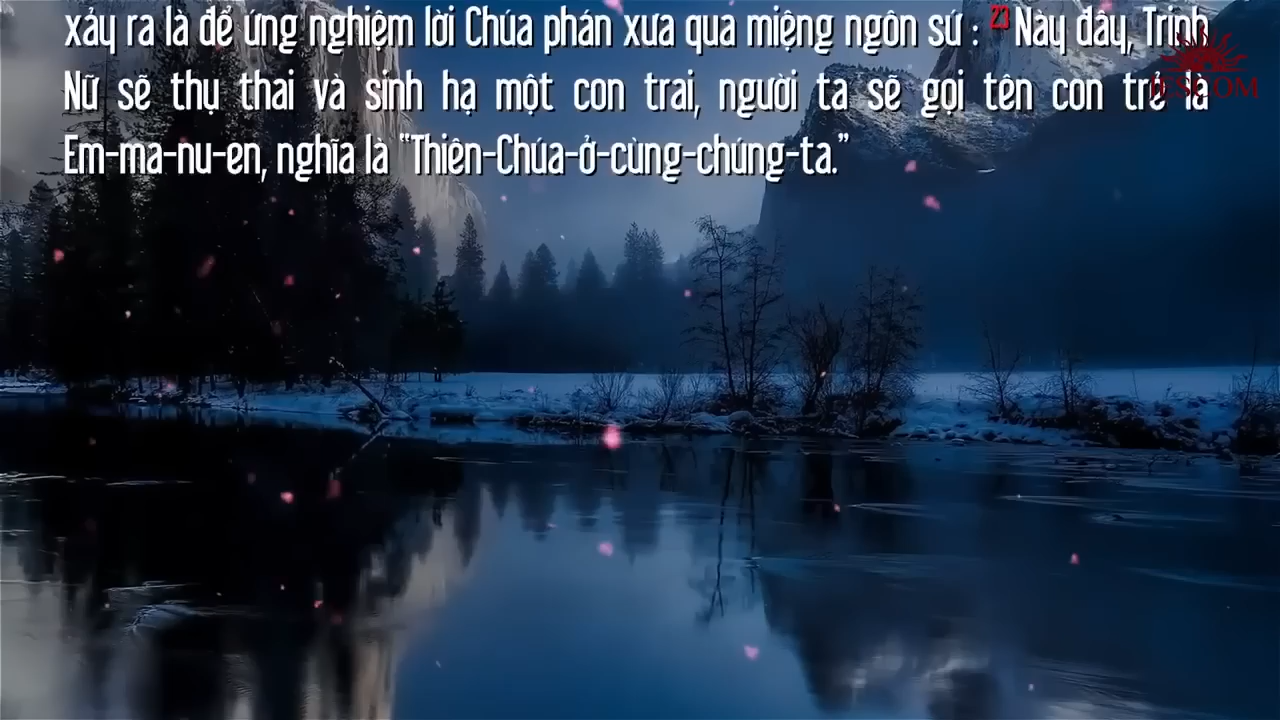 xảy ra là để ứng nghiệm lời Chúa phán xưa qua miệng ngôn sứ : 23 Này đây, Trinh
Nữ sẽ thụ thai và sinh hạ một con trai, người ta sẽ gọi tên con trẻ là
Em-ma-nu-en, nghĩa là “Thiên-Chúa-ở-cùng-chúng-ta.”
JESCOM